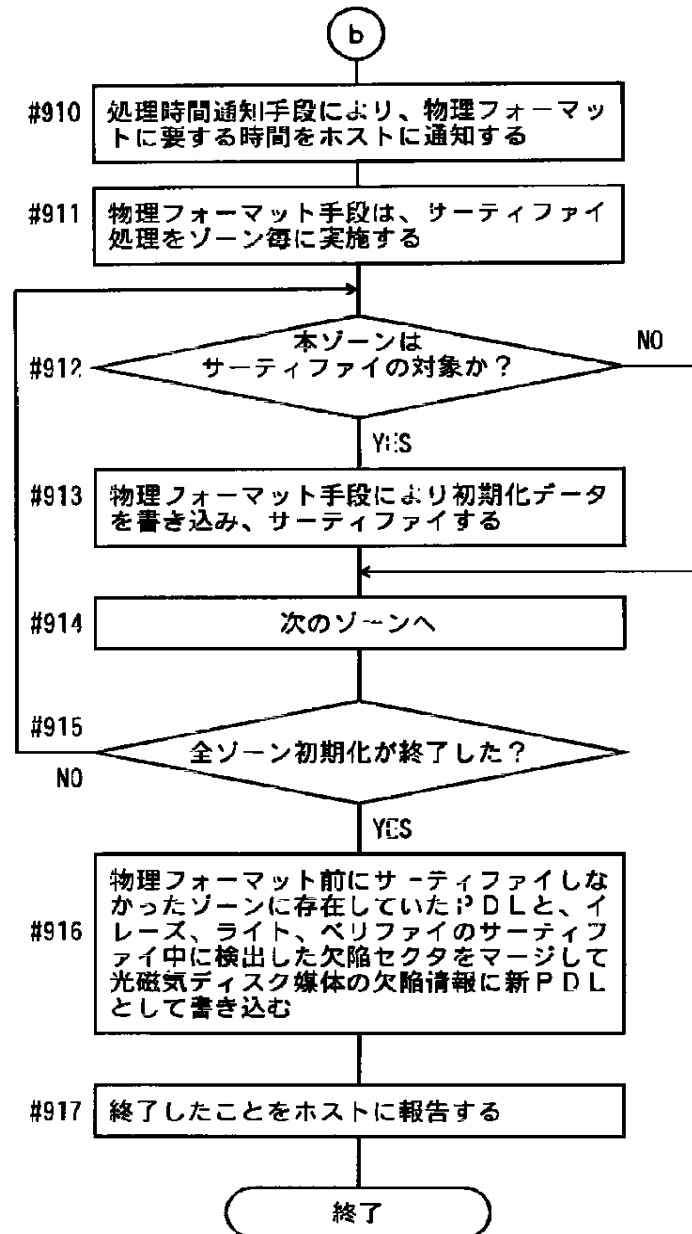 b
#910
処理時間通知手段により、物理フォーマッ
トに要する時間をホストに通知する
#911
物理フォーマット手段は、サーティファイ
処理をゾーン毎に実施する
#912
本ゾーンは
サーティファイの対象か?
NO
YES
#913
物理フォーマット手段により初期化データ
を書き込み、サーティファイする
#914
次のゾーンへ
#915
全ゾーン初期化が終了した?
NO
YES
#916
物理フォーマット前にサーティファイしな
かったゾーンに存在していたPDLと、イ
レーズ、ライト、ベリファイのサーティフ
ァイ中に検出した欠陥セクタをマージして
光磁気ディスク媒体の欠陥情報に新PDL
として書き込む
#917
終了したことをホストに報告する
終了